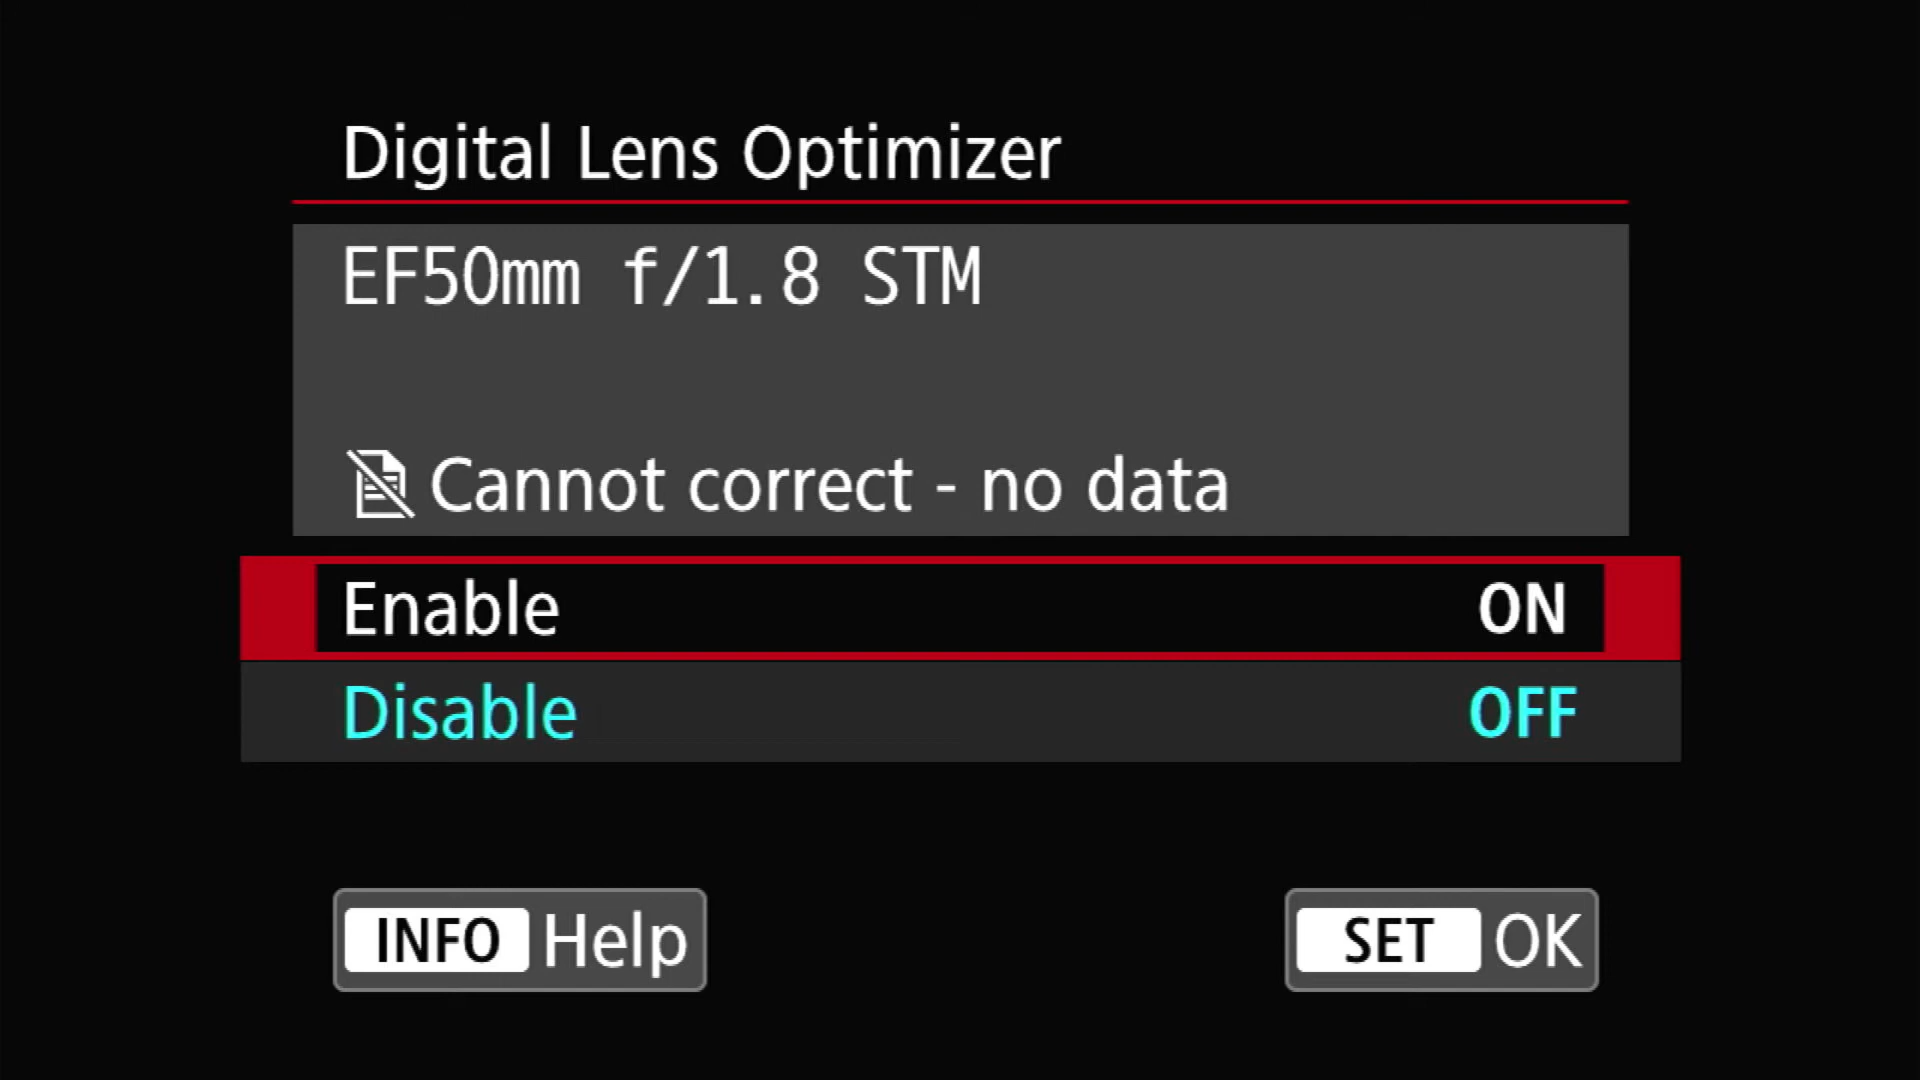 Digital Lens Optimizer
EF50mm f/1.8 STM
Cannot correct - no data
Enable ON
Disable OFF
INFO Help SET OK